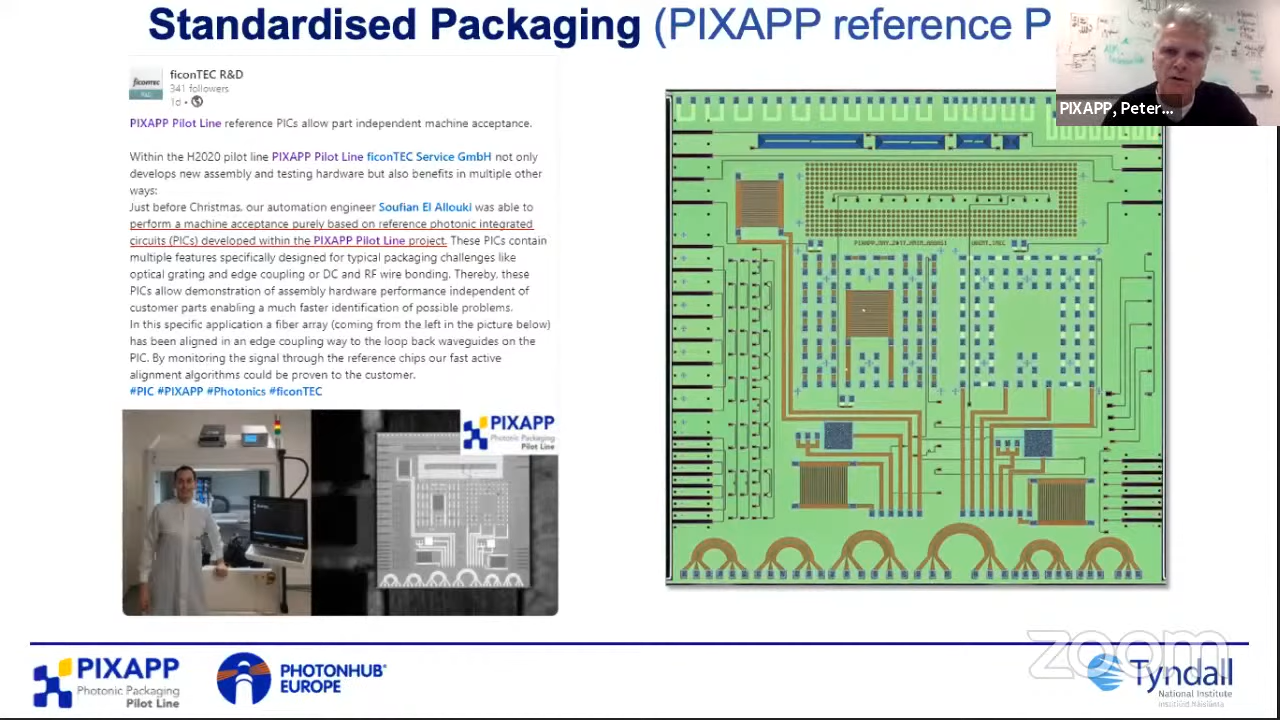 Standardised Packaging (PIXAPP reference P
PIXAPP, Peter...
ficonTEC
R&D
ficonTEC R&D
341 followers
1d •
PIXAPP Pilot Line reference PICs allow part independent machine acceptance.
Within the H2020 pilot line PIXAPP Pilot Line ficonTEC Service GmbH not only
develops new assembly and testing hardware but also benefits in multiple other
ways:
Just before Christmas, our automation engineer Soufian El Allouki was able to
perform a machine acceptance purely based on reference photonic integrated
circuits (PICs) developed within the PIXAPP Pilot Line project. These PICs contain
multiple features specifically designed for typical packaging challenges like
optical grating and edge coupling or DC and RF wire bonding. Thereby, these
PICs allow demonstration of assembly hardware performance independent of
customer parts enabling a much faster identification of possible problems.
In this specific application a fiber array (coming from the left in the picture below)
has been aligned in an edge coupling way to the loop back waveguides on the
PIC. By monitoring the signal through the reference chips our fast active
alignment algorithms could be proven to the customer.
#PIC #PIXAPP #Photonics #ficonTEC
PIXAPP
Photonic Packaging
Pilot Line
zoom
PIXAPP
Photonic Packaging
Pilot Line
PHOTONHUB®
EUROPE
Tyndall
National Institute
Institiúid Náisiúnta